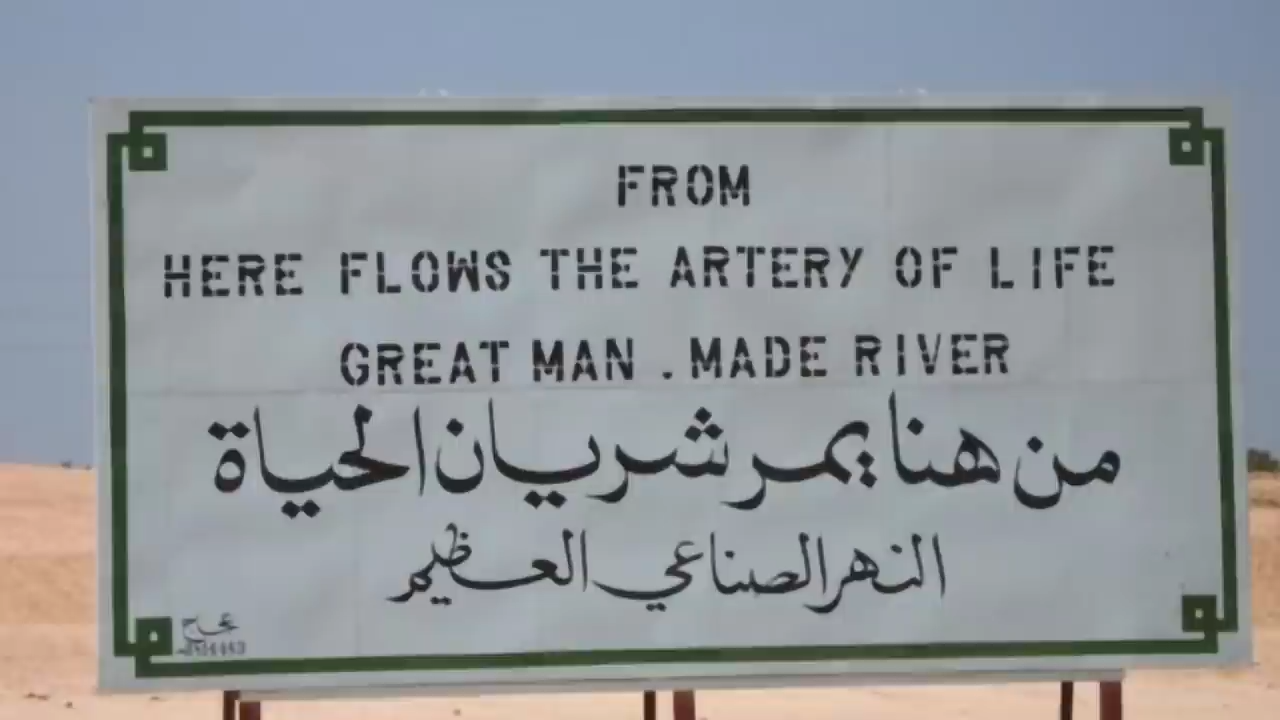 FROM
HERE FLOWS THE ARTERY OF LIFE
GREAT MAN . MADE RIVER
من هنا يمر شريان الحياة
النهر الصناعي العظيم